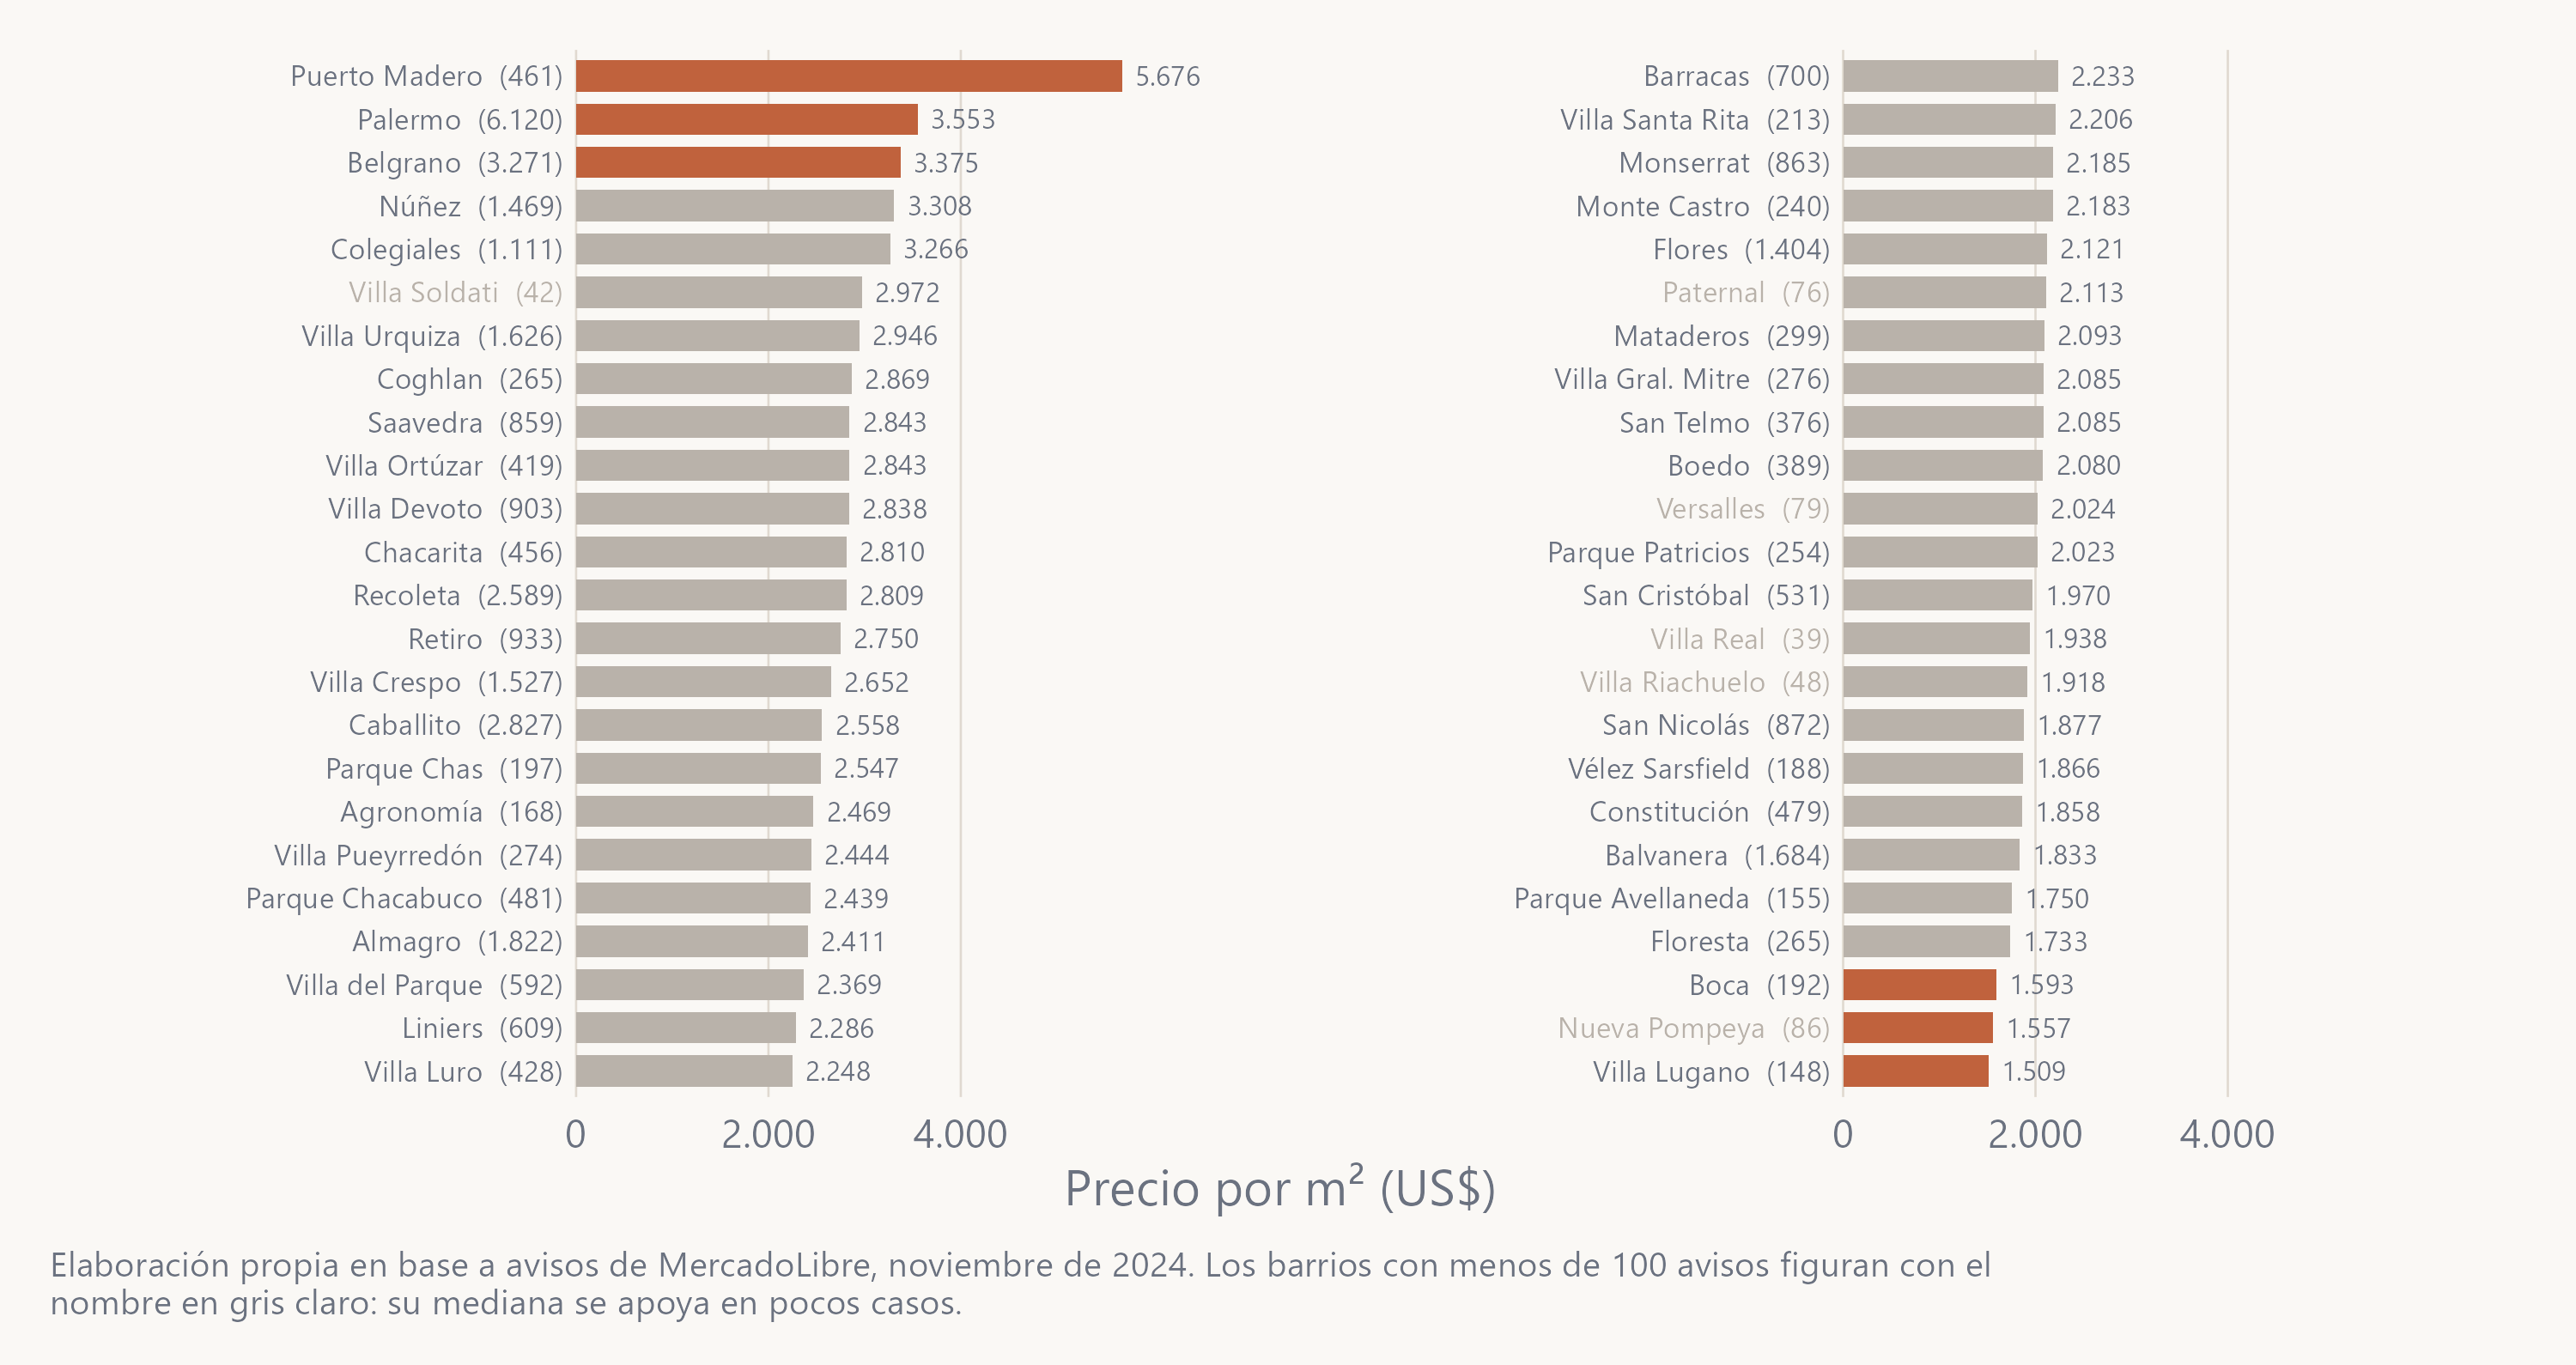 Puerto Madero (461) 5.676
Palermo (6.120) 3.553
Belgrano (3.271) 3.375
Núñez (1.469) 3.308
Colegiales (1.111) 3.266
Villa Soldati (42) 2.972
Villa Urquiza (1.626) 2.946
Coghlan (265) 2.869
Saavedra (859) 2.843
Villa Ortúzar (419) 2.843
Villa Devoto (903) 2.838
Chacarita (456) 2.810
Recoleta (2.589) 2.809
Retiro (933) 2.750
Villa Crespo (1.527) 2.652
Caballito (2.827) 2.558
Parque Chas (197) 2.547
Agronomía (168) 2.469
Villa Pueyrredón (274) 2.444
Parque Chacabuco (481) 2.439
Almagro (1.822) 2.411
Villa del Parque (592) 2.369
Liniers (609) 2.286
Villa Luro (428) 2.248
0 2.000 4.000
Barracas (700) 2.233
Villa Santa Rita (213) 2.206
Monserrat (863) 2.185
Monte Castro (240) 2.183
Flores (1.404) 2.121
Paternal (76) 2.113
Mataderos (299) 2.093
Villa Gral. Mitre (276) 2.085
San Telmo (376) 2.085
Boedo (389) 2.080
Versalles (79) 2.024
Parque Patricios (254) 2.023
San Cristóbal (531) 1.970
Villa Real (39) 1.938
Villa Riachuelo (48) 1.918
San Nicolás (872) 1.877
Vélez Sarsfield (188) 1.866
Constitución (479) 1.858
Balvanera (1.684) 1.833
Parque Avellaneda (155) 1.750
Floresta (265) 1.733
Boca (192) 1.593
Nueva Pompeya (86) 1.557
Villa Lugano (148) 1.509
0 2.000 4.000
Precio por m² (US$)
Elaboración propia en base a avisos de MercadoLibre, noviembre de 2024. Los barrios con menos de 100 avisos figuran con el
nombre en gris claro: su mediana se apoya en pocos casos.